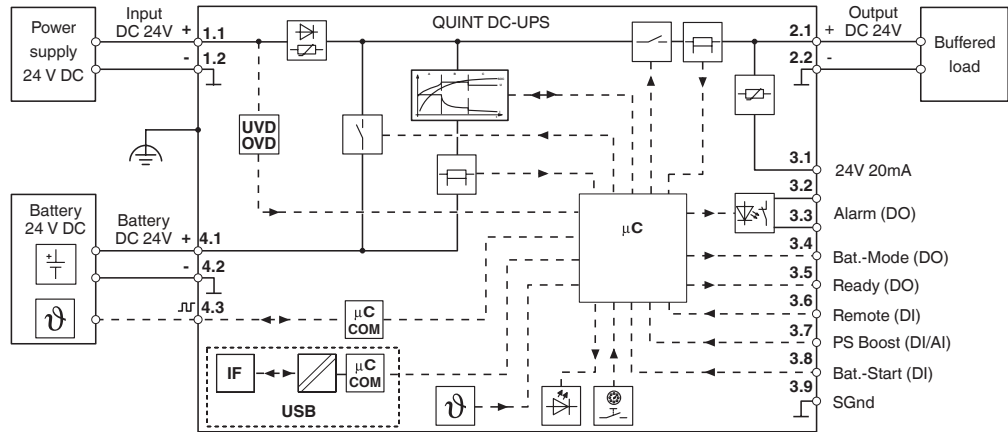 QUINT DC-UPS
Power
supply
24 V DC
Input
DC 24V
+
1.1
-
1.2
2.1
+
Output
DC 24V
2.2
-
Buffered
load
UVD
OVD
3.1
24V 20mA
3.2
3.3
Alarm (DO)
μC
3.4
Bat.-Mode (DO)
3.5
Ready (DO)
3.6
Remote (DI)
3.7
PS Boost (DI/AI)
3.8
Bat.-Start (DI)
3.9
SGnd
Battery
24 V DC
Battery
DC 24V
+
4.1
-
4.2
4.3
+
ϑ
μC
COM
IF
μC
COM
USB
ϑ